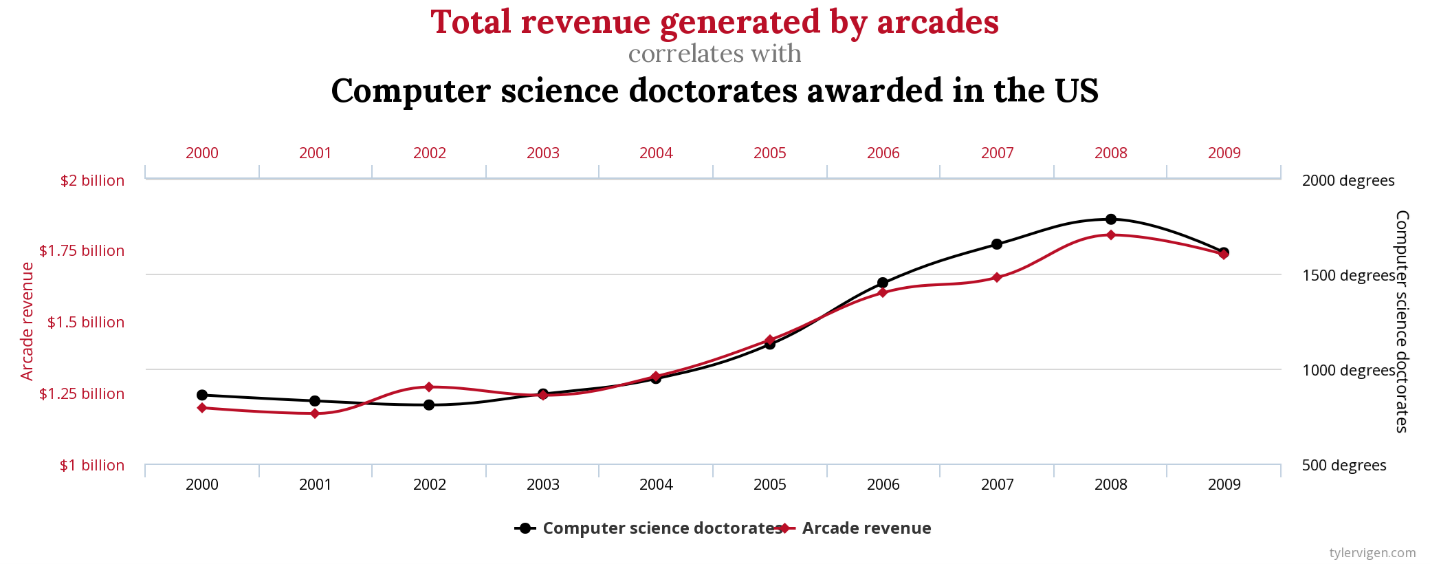 Total revenue generated by arcades
correlates with
Computer science doctorates awarded in the US
2000 2001 2002 2003 2004 2005 2006 2007 2008 2009
$2 billion
$1.75 billion
$1.5 billion
$1.25 billion
$1 billion
Arcade revenue
2000 degrees
1500 degrees
1000 degrees
500 degrees
Computer science doctorates
2000 2001 2002 2003 2004 2005 2006 2007 2008 2009
Computer science doctorates Arcade revenue
tylervigen.com